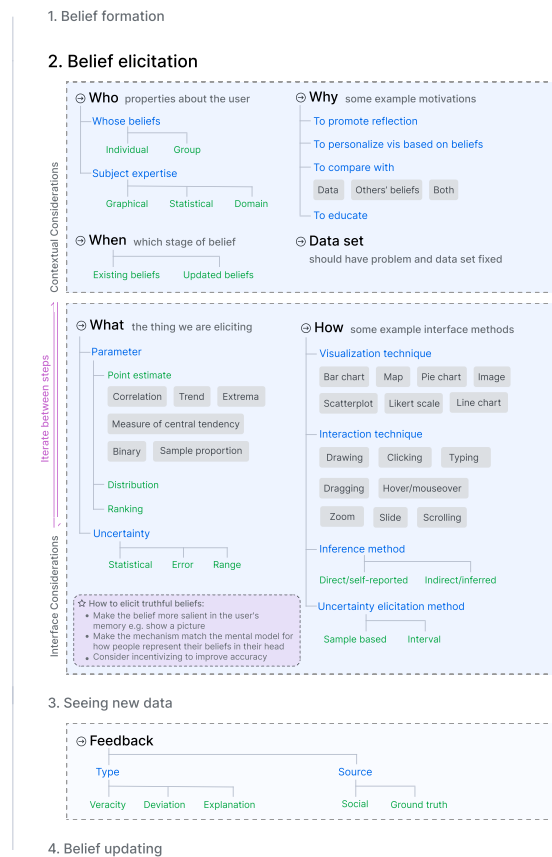 1. Belief formation
2. Belief elicitation
Contextual Considerations
Who properties about the user
Whose beliefs
Individual Group
Subject expertise
Graphical Statistical Domain
When which stage of belief
Existing beliefs Updated beliefs
Why some example motivations
To promote reflection
To personalize vis based on beliefs
To compare with
Data Others' beliefs Both
To educate
Data set
should have problem and data set fixed
Iterate between steps
Interface Considerations
What the thing we are eliciting
Parameter
Point estimate
Correlation Trend Extrema
Measure of central tendency
Binary Sample proportion
Distribution
Ranking
Uncertainty
Statistical Error Range
How to elicit truthful beliefs:
• Make the belief more salient in the user's
memory e.g. show a picture
• Make the mechanism match the mental model for
how people represent their beliefs in their head
• Consider incentivizing to improve accuracy
How some example interface methods
Visualization technique
Bar chart Map Pie chart Image
Scatterplot Likert scale Line chart
Interaction technique
Drawing Clicking Typing
Dragging Hover/mouseover
Zoom Slide Scrolling
Inference method
Direct/self-reported Indirect/inferred
Uncertainty elicitation method
Sample based Interval
3. Seeing new data
Feedback
Type Source
Veracity Deviation Explanation Social Ground truth
4. Belief updating